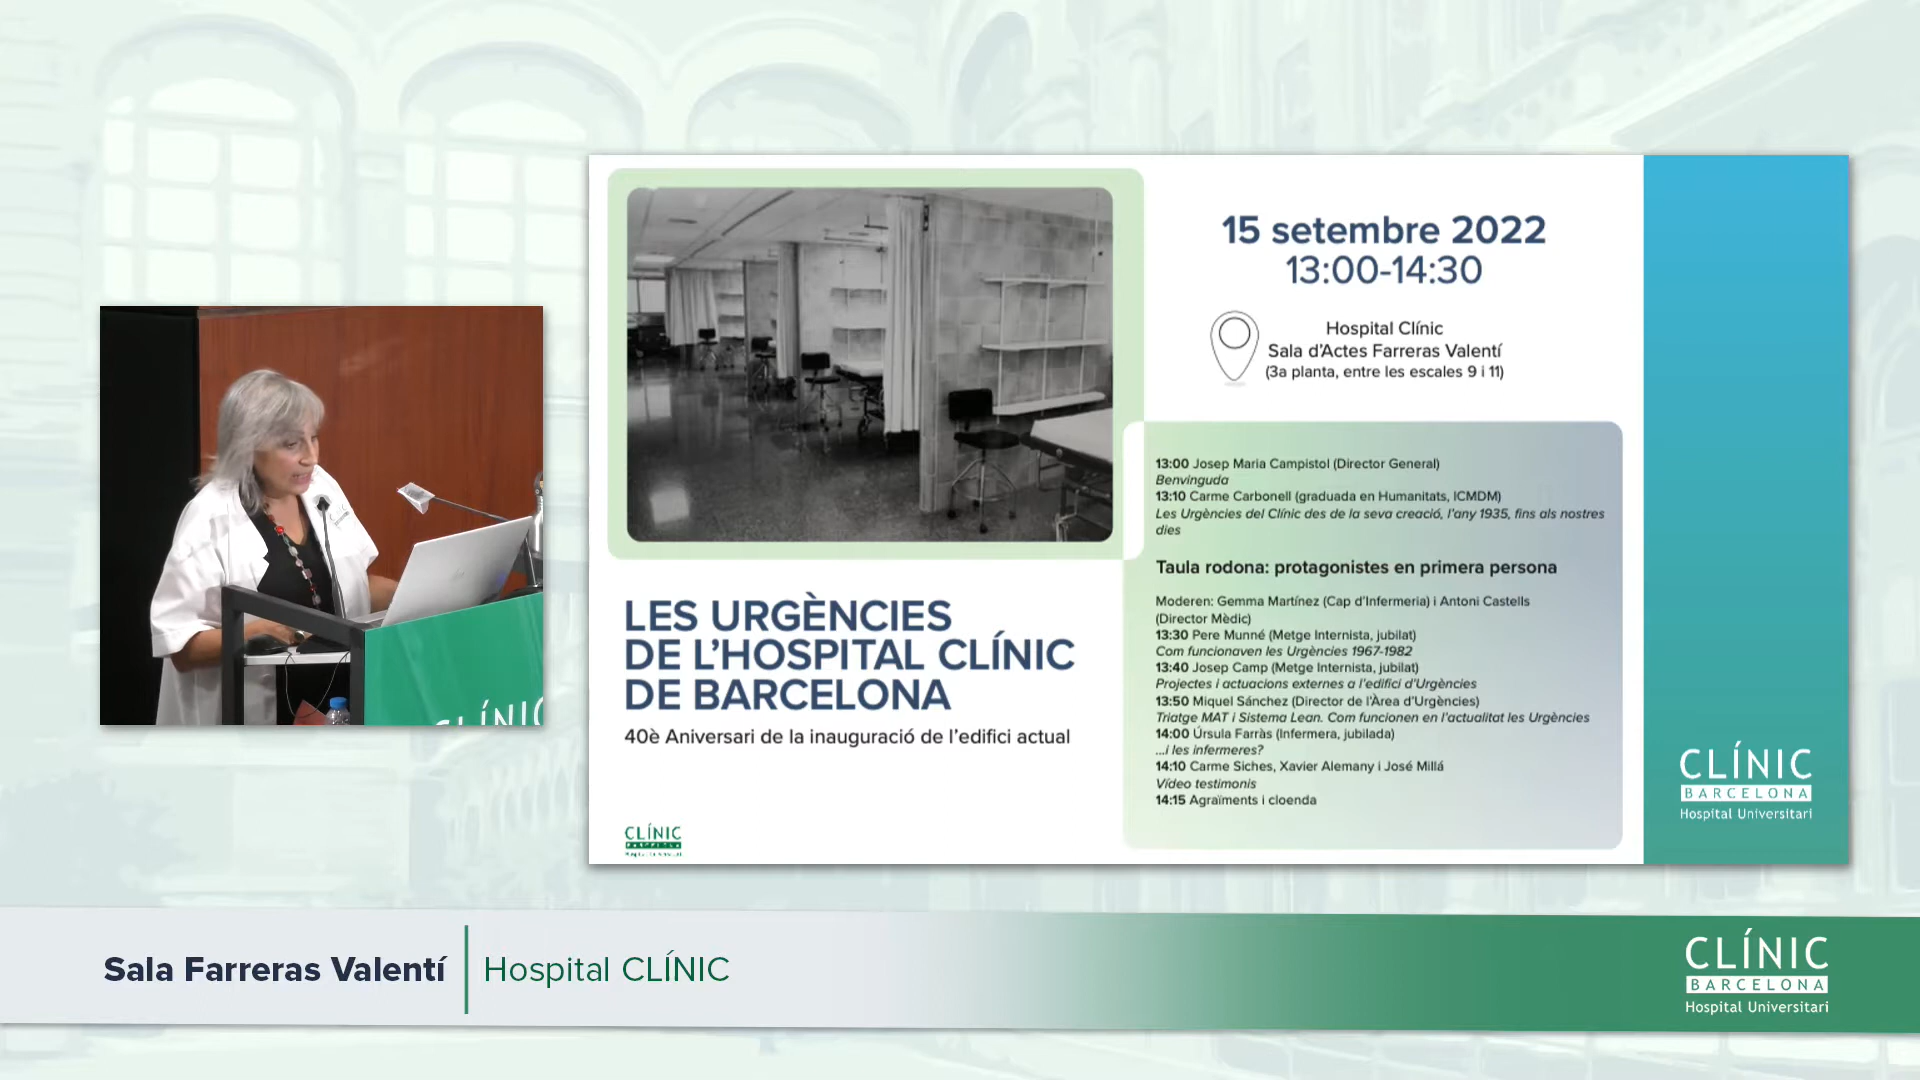 15 setembre 2022
13:00-14:30
Hospital Clínic
Sala d'Actes Farreras Valentí
(3a planta, entre les escales 9 i 11)
13:00 Josep Maria Campistol (Director General)
Benvinguda
13:10 Carme Carbonell (graduada en Humanitats, ICMDM)
Les Urgències del Clínic des de la seva creació, l'any 1935, fins als nostres
dies
Taula rodona: protagonistes en primera persona
Moderen: Gemma Martínez (Cap d'Infermeria) i Antoni Castells
(Director Mèdic)
13:30 Pere Munné (Metge Internista, jubilat)
Com funcionaven les Urgències 1967-1982
13:40 Josep Camp (Metge Internista, jubilat)
Projectes i actuacions externes a l'edifici d'Urgències
13:50 Miquel Sánchez (Director de l'Àrea d'Urgències)
Triatge MAT i Sistema Lean. Com funcionen en l'actualitat les Urgències
14:00 Úrsula Farràs (Infermera, jubilada)
...i les infermeres?
14:10 Carme Siches, Xavier Alemany i José Millá
Vídeo testimonis
14:15 Agraïments i cloenda
LES URGÈNCIES
DE L'HOSPITAL CLÍNIC
DE BARCELONA
40è Aniversari de la inauguració de l'edifici actual
CLÍNIC
BARCELONA
Hospital Universitari
CLÍNIC
BARCELONA
Hospital Universitari
CLÍNIC
Sala Farreras Valentí
Hospital CLÍNIC
CLÍNIC
BARCELONA
Hospital Universitari